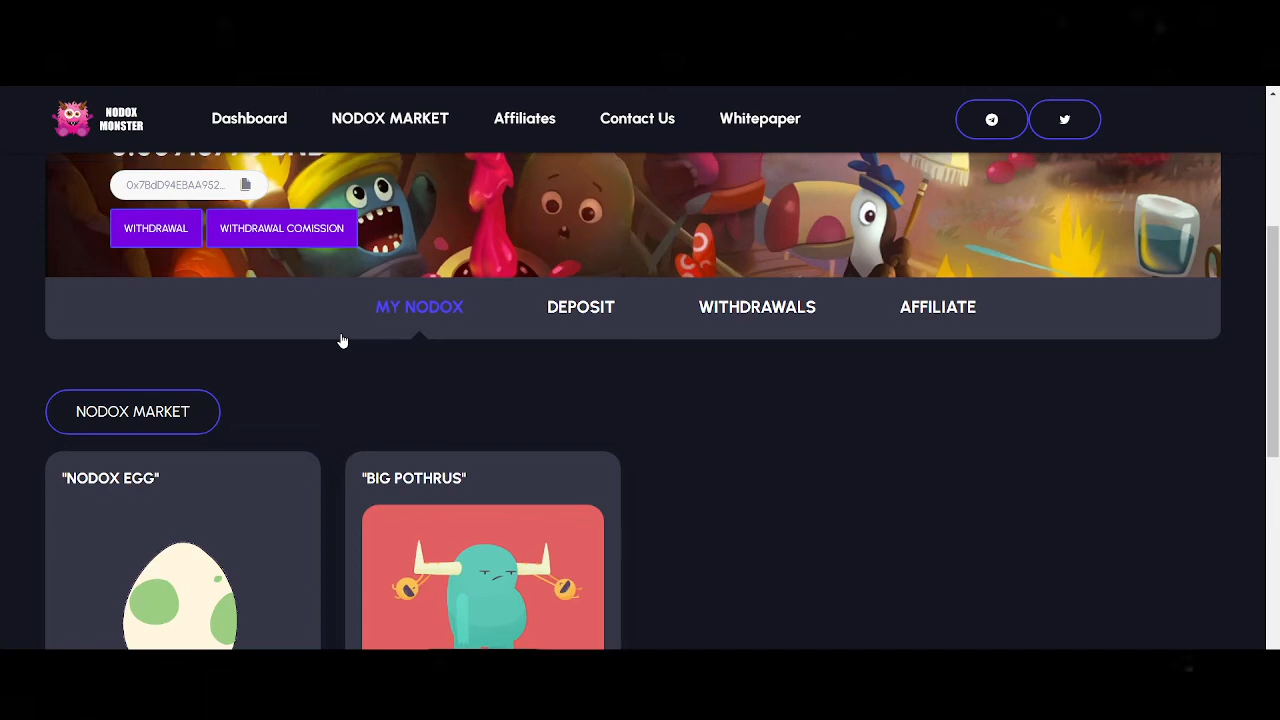 NODOX
MONSTER
Dashboard
NODOX MARKET
Affiliates
Contact Us
Whitepaper
0x7BdD94EBAA952...
WITHDRAWAL
WITHDRAWAL COMISSION
MY NODOX
DEPOSIT
WITHDRAWALS
AFFILIATE
NODOX MARKET
"NODOX EGG"
"BIG POTHRUS"